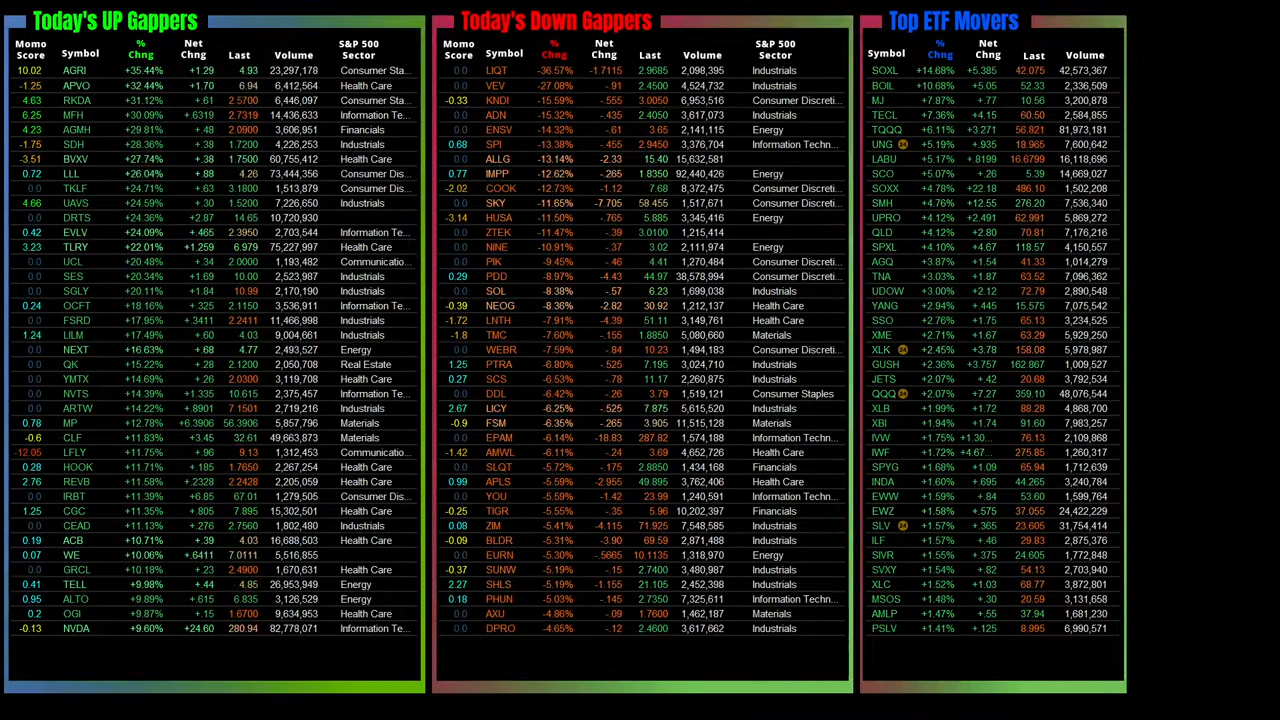 Today's UP Gappers
Momo Score Symbol % Chng Net Chng Last Volume S&P 500 Sector
10.02 AGRI +35.44% +1.29 4.93 23,297,178 Consumer Sta...
-1.25 APVO +32.44% +1.70 6.94 6,412,564 Health Care
4.63 RKDA +31.12% +.61 2.5700 6,446,097 Consumer Sta...
6.25 MFH +30.09% +.6319 2.7319 14,436,633 Information Te...
4.23 AGMH +29.81% +.48 2.0900 3,606,951 Financials
-1.75 SDH +28.36% +.38 1.7200 4,226,253 Industrials
-3.51 BVXV +27.74% +.38 1.7500 60,755,412 Health Care
0.72 LLL +26.04% +.88 4.26 73,444,356 Consumer Dis...
0.0 TKLF +24.71% +.63 3.1800 1,513,879 Consumer Dis...
4.66 UAVS +24.59% +.30 1.5200 7,226,650 Industrials
0.0 DRTS +24.36% +2.87 14.65 10,720,930
0.42 EVLV +24.09% +.465 2.3950 2,703,544 Information Te...
3.23 TLRY +22.01% +1.259 6.979 75,227,997 Health Care
0.0 UCL +20.48% +.34 2.0000 1,193,482 Communicatio...
0.0 SES +20.34% +1.69 10.00 2,523,987 Industrials
0.0 SGLY +20.11% +1.84 10.99 2,170,190 Industrials
0.24 OCFT +18.16% +.325 2.1150 3,536,911 Information Te...
0.0 FSRD +17.95% +.3411 2.2411 11,466,998 Industrials
1.24 LILM +17.49% +.60 4.03 9,004,661 Industrials
0.0 NEXT +16.63% +.68 4.77 2,493,527 Energy
0.0 QK +15.22% +.28 2.1200 2,050,708 Real Estate
0.0 YMTX +14.69% +.26 2.0300 3,119,708 Health Care
0.0 NVTS +14.39% +1.335 10.615 2,375,457 Information Te...
0.0 ARTW +14.22% +.8901 7.1501 2,719,216 Industrials
0.78 MP +12.78% +6.3906 56.3906 5,857,796 Materials
-0.6 CLF +11.83% +3.45 32.61 49,663,873 Materials
-12.05 LFLY +11.75% +.96 9.13 1,312,453 Communicatio...
0.28 HOOK +11.71% +.185 1.7650 2,267,254 Health Care
2.76 REVB +11.58% +.2328 2.2428 2,205,059 Health Care
0.0 IRBT +11.39% +6.85 67.01 1,279,505 Consumer Dis...
1.25 CGC +11.35% +.805 7.895 15,302,501 Health Care
0.0 CEAD +11.13% +.276 2.7560 1,802,480 Industrials
0.19 ACB +10.71% +.39 4.03 16,688,503 Health Care
0.07 WE +10.06% +.6411 7.0111 5,516,855
0.0 GRCL +10.18% +.23 2.4900 1,670,631 Health Care
0.41 TELL +9.98% +.44 4.85 26,953,949 Energy
0.95 ALTO +9.89% +.615 6.835 3,126,529 Energy
0.2 OGI +9.87% +.15 1.6700 9,634,953 Health Care
-0.13 NVDA +9.60% +24.60 280.94 82,778,071 Information Te...
Today's Down Gappers
Momo Score Symbol % Chng Net Chng Last Volume S&P 500 Sector
0.0 LIQT -36.57% -1.7115 2.9685 2,098,395 Industrials
0.0 VEV -27.08% -.91 2.4500 4,524,732 Industrials
-0.33 KNDI -15.59% -.555 3.0050 6,953,516 Consumer Discreti...
0.0 ADN -15.32% -.435 2.4050 3,617,073 Industrials
0.0 ENSV -14.32% -.61 3.65 2,141,115 Energy
0.68 SPI -13.38% -.455 2.9450 3,376,704 Information Techn...
0.0 ALLG -13.14% -2.33 15.40 15,632,581
0.77 IMPP -12.62% -.265 1.8350 92,440,426 Energy
-2.02 COOK -12.73% -1.12 7.68 8,372,475 Consumer Discreti...
0.0 SKY -11.65% -7.705 58.455 1,517,671 Consumer Discreti...
-3.14 HUSA -11.50% -.765 5.885 3,345,416 Energy
0.0 ZTEK -11.47% -.39 3.0100 1,215,414
0.0 NINE -10.91% -.37 3.02 2,111,974 Energy
0.0 PIK -9.45% -.46 4.41 1,270,484 Consumer Discreti...
0.29 PDD -8.97% -4.43 44.97 38,578,994 Consumer Discreti...
0.0 SOL -8.38% -.57 6.23 1,699,038 Industrials
-0.39 NEOG -8.36% -2.82 30.92 1,212,137 Health Care
-1.72 LNTH -7.91% -4.39 51.11 3,149,761 Health Care
-1.8 TMC -7.60% -.155 1.8850 5,080,660 Materials
0.0 WEBR -7.59% -.84 10.23 1,494,183 Consumer Discreti...
1.25 PTRA -6.80% -.525 7.195 3,024,710 Industrials
0.27 SCS -6.53% -.78 11.17 2,260,875 Industrials
0.0 DDL -6.42% -.26 3.79 1,519,121 Consumer Staples
2.67 LICY -6.25% -.525 7.875 5,615,520 Industrials
-0.9 FSM -6.35% -.265 3.905 11,515,128 Materials
0.0 EPAM -6.14% -18.83 287.82 1,574,188 Information Techn...
-1.42 AMWL -6.11% -.24 3.69 4,652,726 Health Care
0.0 SLQT -5.72% -.175 2.8850 1,434,168 Financials
0.99 APLS -5.59% -2.955 49.895 3,762,406 Health Care
0.0 YOU -5.59% -1.42 23.99 1,240,591 Information Techn...
-0.25 TIGR -5.55% -.35 5.96 10,202,397 Financials
0.08 ZIM -5.41% -4.115 71.925 7,548,585 Industrials
-0.09 BLDR -5.31% -3.90 69.59 2,871,488 Industrials
0.0 EURN -5.30% -.5665 10.1135 1,318,970 Energy
-0.37 SUNW -5.19% -.15 2.7400 3,480,987 Industrials
2.27 SHLS -5.19% -1.155 21.105 2,452,398 Industrials
0.18 PHUN -5.03% -.145 2.7350 7,325,611 Information Techn...
0.0 AXU -4.86% -.09 1.7600 1,462,187 Materials
0.0 DPRO -4.65% -.12 2.4600 3,617,662 Industrials
Top ETF Movers
Symbol % Chng Net Chng Last Volume
SOXL +14.68% +5.385 42.075 42,573,367
BOIL +10.68% +5.05 52.33 2,336,509
MJ +7.87% +.77 10.56 3,200,878
TECL +7.36% +4.15 60.50 2,584,855
TQQQ +6.11% +3.271 56.821 81,973,181
UNG 24 +5.19% +.935 18.965 7,600,642
LABU +5.17% +.8199 16.6799 16,118,696
SCO +5.07% +.26 5.39 14,669,027
SOXX +4.78% +22.18 486.10 1,502,208
SMH +4.76% +12.55 276.20 7,536,340
UPRO +4.12% +2.491 62.991 5,869,272
QLD +4.12% +2.80 70.81 7,176,216
SPXL +4.10% +4.67 118.57 4,150,557
AGQ +3.87% +1.54 41.33 1,014,279
TNA +3.03% +1.87 63.52 7,096,362
UDOW +3.00% +2.12 72.79 2,890,548
YANG +2.94% +.445 15.575 7,075,542
SSO +2.76% +1.75 65.13 3,234,525
XME +2.71% +1.67 63.29 5,929,250
XLK 24 +2.45% +3.78 158.08 5,978,987
GUSH +2.36% +3.757 162.867 1,009,527
JETS +2.07% +.42 20.68 3,792,534
QQQ 24 +2.07% +7.27 359.10 48,076,544
XLB +1.99% +1.72 88.28 4,868,700
XBI +1.94% +1.74 91.60 7,983,257
IVW +1.75% +1.30... 76.13 2,109,868
IWF +1.72% +4.67... 275.85 1,260,317
SPYG +1.68% +1.09 65.94 1,712,639
INDA +1.60% +.695 44.265 3,240,784
EWW +1.59% +.84 53.60 1,599,764
EWZ +1.58% +.575 37.055 24,422,229
SLV 24 +1.57% +.365 23.605 31,754,414
ILF +1.57% +.46 29.83 2,875,376
SIVR +1.55% +.375 24.605 1,772,848
SVXY +1.54% +.82 54.13 2,703,940
XLC +1.52% +1.03 68.77 3,872,801
MSOS +1.48% +.30 20.59 3,131,658
AMLP +1.47% +.55 37.94 1,681,230
PSLV +1.41% +.125 8.995 6,990,571